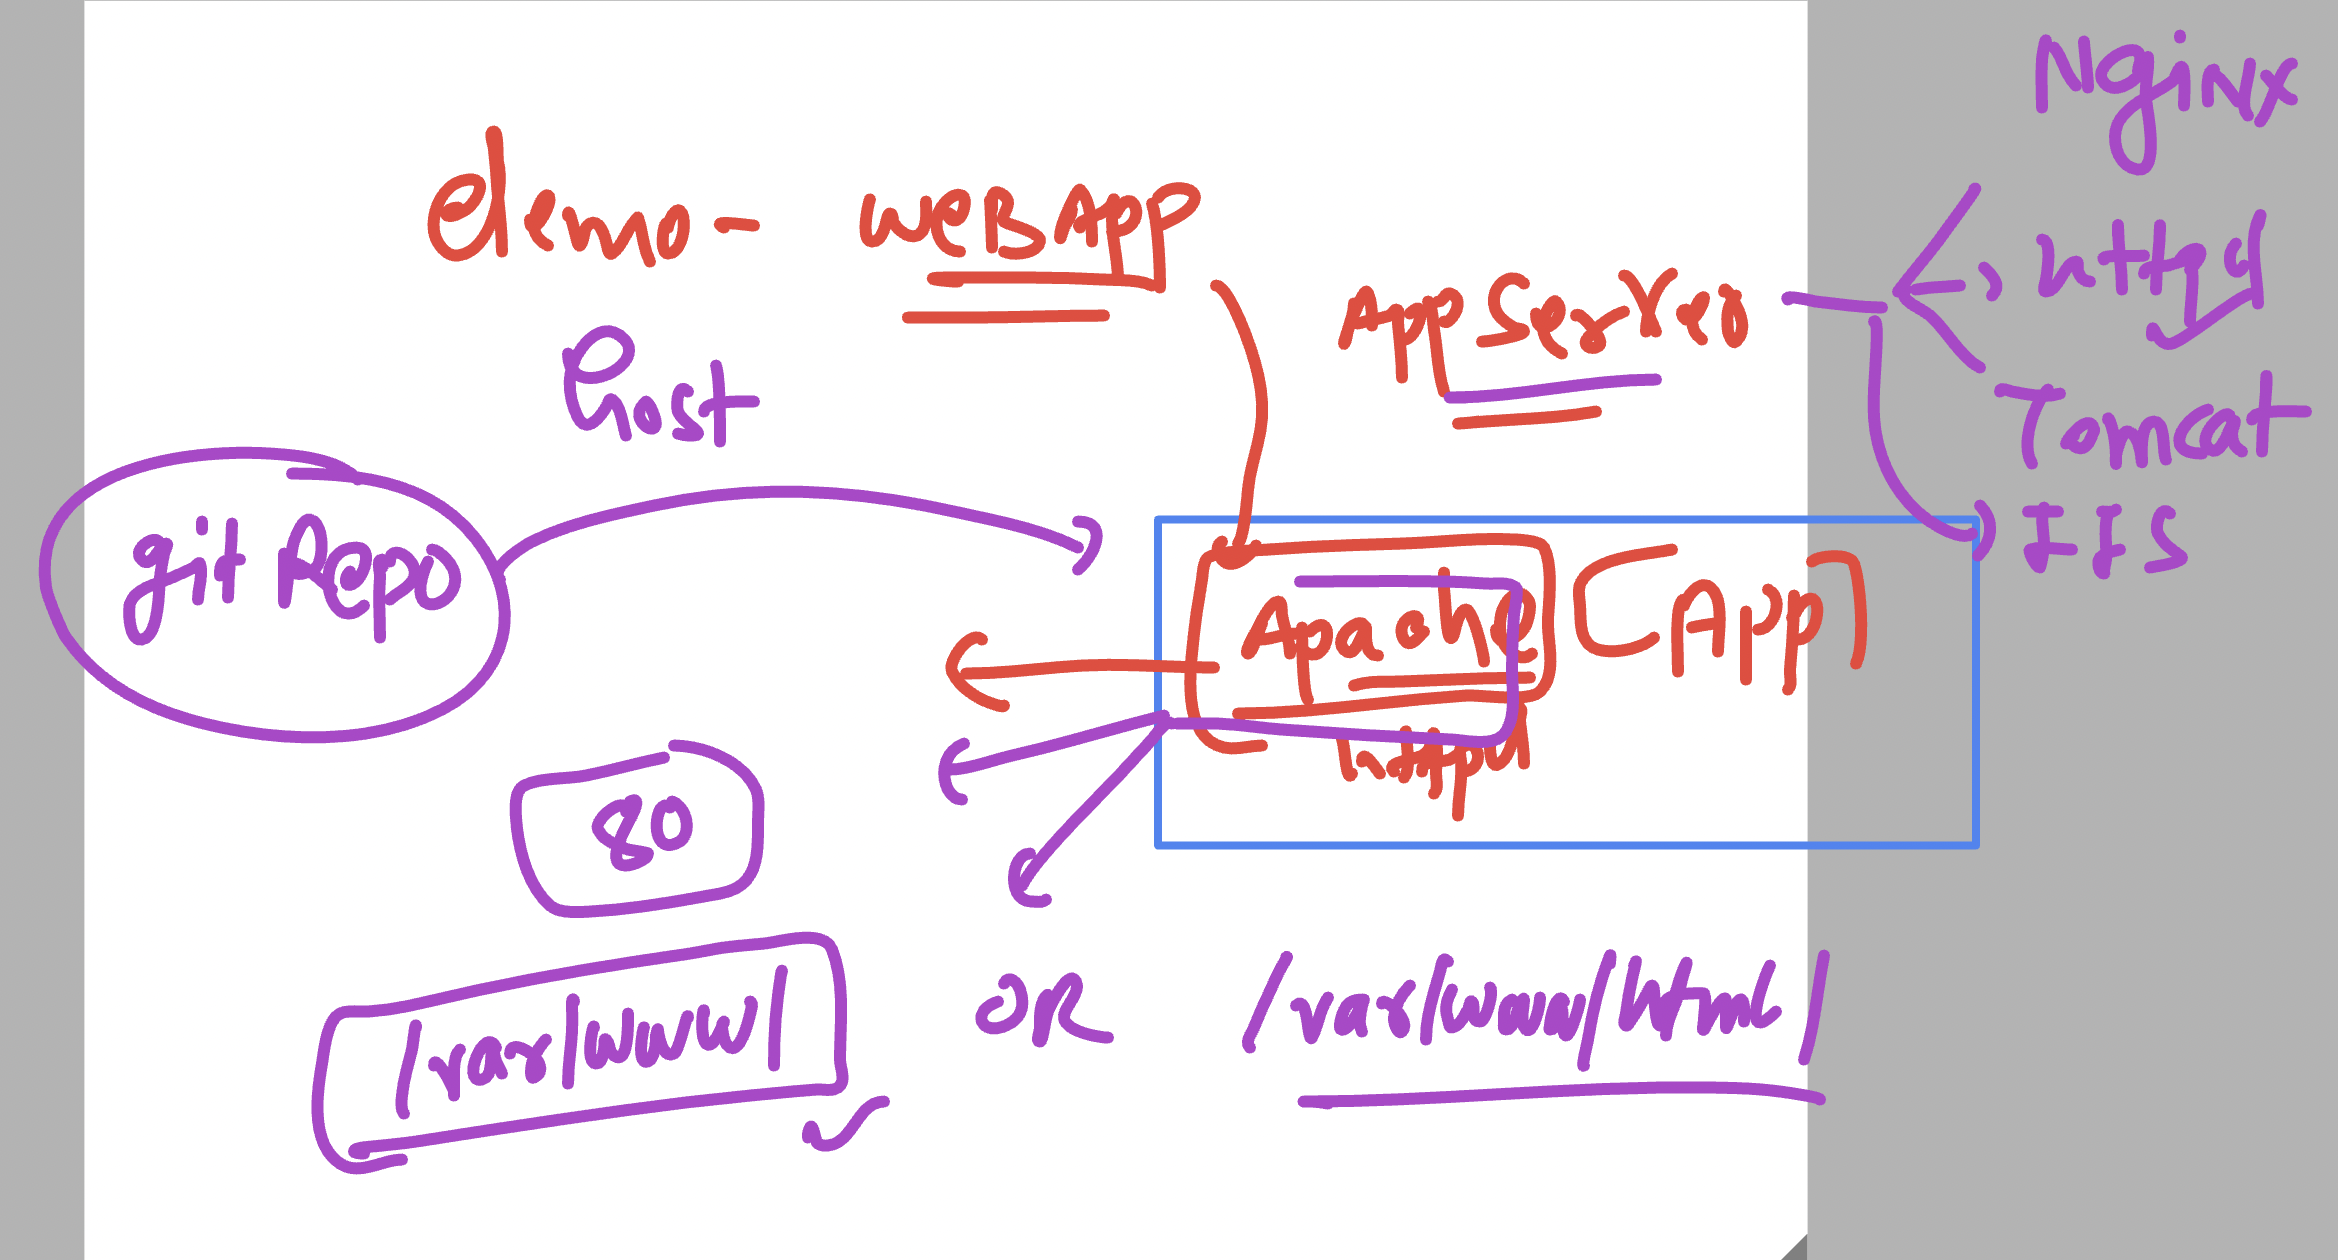 Nginx
demo - WEBAPP
httpd
App Server
Host
Tomcat
git Repo
IIS
Apache
[App]
httpd
80
/var/www/
OR
/var/www/html/